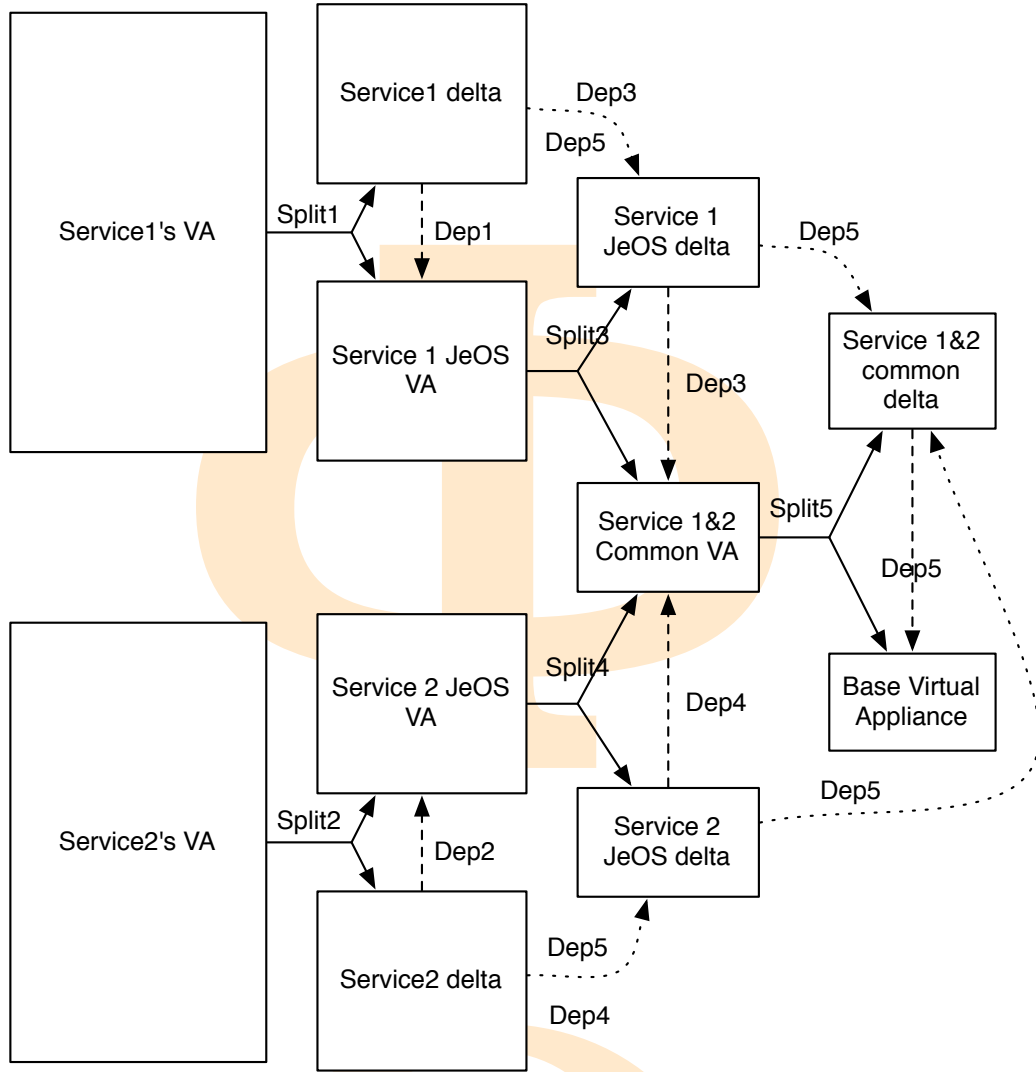 Service1's VA
Service1 delta
Dep3
Dep5
Split1
Dep1
Service 1
JeOS delta
Dep5
Service 1 JeOS
VA
Split3
Dep3
Service 1&2
common
delta
Service 1&2
Common VA
Split5
Dep5
Service2's VA
Service 2 JeOS
VA
Split4
Dep4
Base Virtual
Appliance
Split2
Dep2
Service 2
JeOS delta
Dep5
Service2 delta
Dep5
Dep4